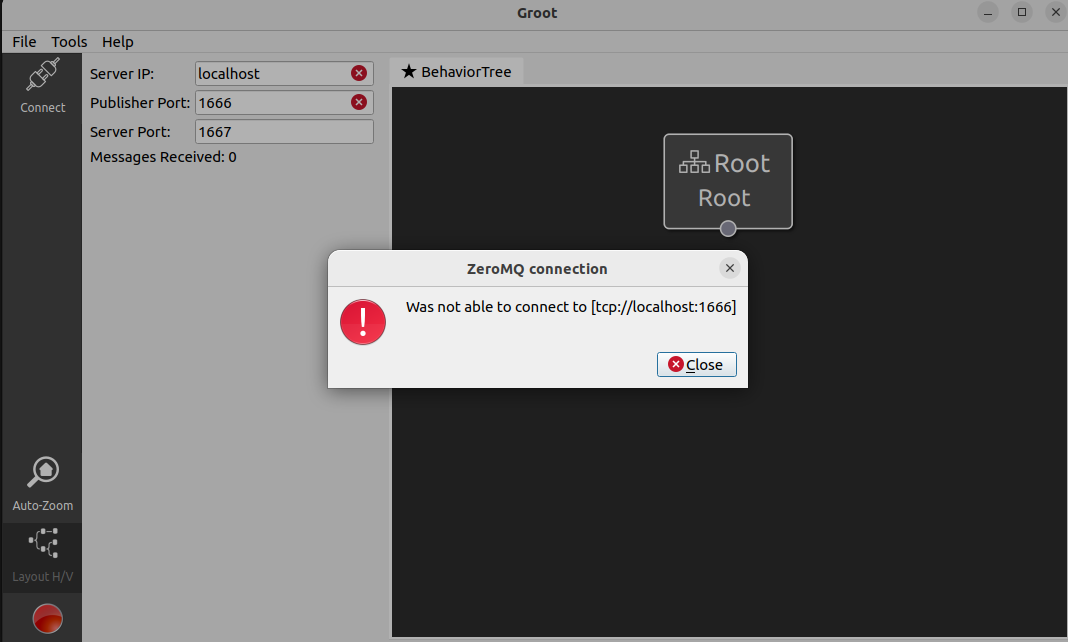 Groot
File Tools Help
Connect
Server IP: localhost
Publisher Port: 1666
Server Port: 1667
Messages Received: 0
★ BehaviorTree
Root
Root
ZeroMQ connection
Was not able to connect to [tcp://localhost:1666]
Close
Auto-Zoom
Layout H/V